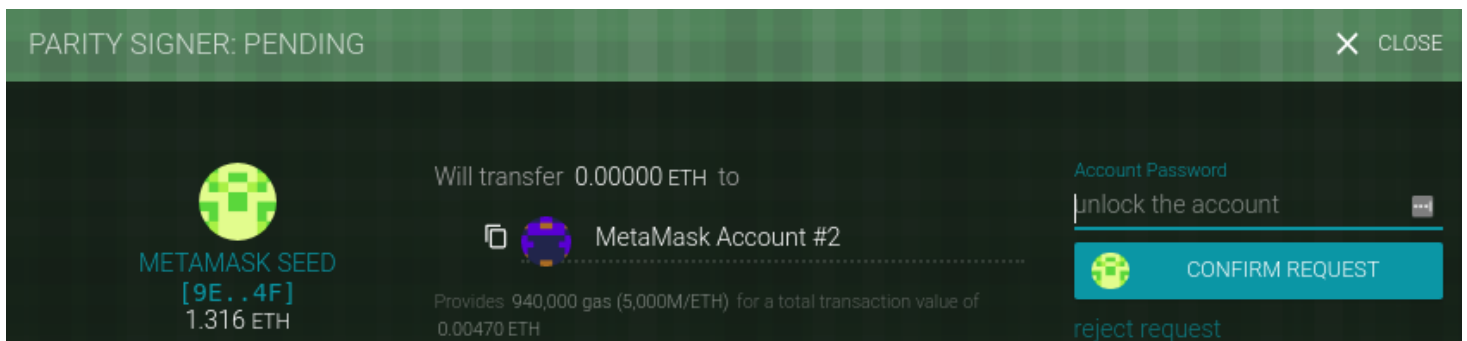 PARITY SIGNER: PENDING
CLOSE
METAMASK SEED
[9E..4F]
1.316 ETH
Will transfer 0.00000 ETH to
MetaMask Account #2
Provides 940,000 gas (5,000M/ETH) for a total transaction value of
0.00470 ETH
Account Password
unlock the account
CONFIRM REQUEST
reject request